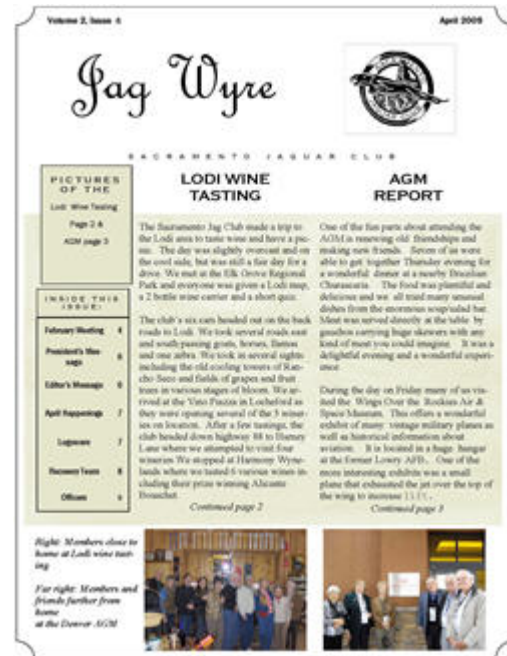 Volume 2, Issue 4
April 2009
Jag Wyre
SACRAMENTO JAGUAR CLUB
PICTURES
OF THE
Lodi Wine Tasting
Page 2 &
AGM page 3
INSIDE THIS
ISSUE:
February Meeting 4
President's Mes-
sage
Editor's Message 6
April Happenings 7
Logoware 7
Recovery Team 8
Officers
LODI WINE
TASTING
The Sacramento Jag Club made a trip to
the Lodi area to taste wine and have a pic-
nic. The day was slightly overcast and on
the cool side, but was still a fair day for a
drive. We met at the Elk Grove Regional
Park and everyone was given a Lodi map,
a 2 bottle wine carrier and a short quiz.
The club's six cars headed out on the back
roads to Lodi. We took several roads east
and south passing goats, horses, llamas
and one zebra. We took in several sights
including the old cooling towers of Ran-
cho Seco and fields of grapes and fruit
trees in various stages of bloom. We ar-
rived at the Vino Piazza in Lockeford as
they were opening several of the 5 winer-
ies on location. After a few tastings, the
club headed down highway 88 to Harney
Lane where we attempted to visit four
wineries. We stopped at Harmony Wyne-
lands where we tasted 6 various wines in-
cluding their prize winning Alicante
Bouschet.
Continued page 2
AGM
REPORT
One of the fun parts about attending the
AGM is renewing old friendships and
making new friends. Seven of us were
able to get together Thursday evening for
a wonderful dinner at a nearby Brazilian
Churascaria. The food was plentiful and
delicious and we all tried many unusual
dishes from the enormous soup/salad bar.
Meat was served directly at the table by
gauchos carrying huge skewers with any
kind of meat you could imagine. It was a
delightful evening and a wonderful experi-
ence.
During the day on Friday many of us vis-
ited the Wings Over the Rockies Air &
Space Museum. This offers a wonderful
exhibit of many vintage military planes as
well as historical information about
aviation. It is located in a huge hangar
at the former Lowry AFB. One of the
more interesting exhibits was a small
plane that exhausted the jet over the top of
the wing to increase lift.
Continued page 3
Right: Members close to
home at Lodi wine tast-
ing
Far right: Members and
friends further from
home
at the Denver AGM